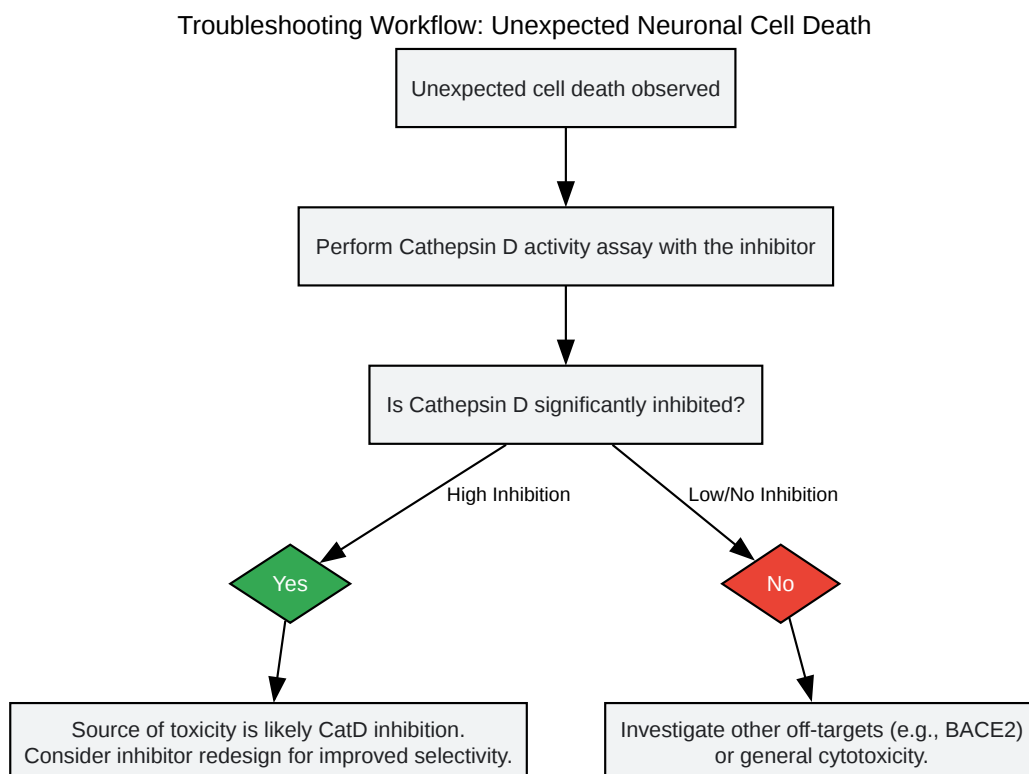 Troubleshooting Workflow: Unexpected Neuronal Cell Death
Unexpected cell death observed
Perform Cathepsin D activity assay with the inhibitor
Is Cathepsin D significantly inhibited?
High Inhibition
Low/No Inhibition
Yes
No
Source of toxicity is likely CatD inhibition.
Consider inhibitor redesign for improved selectivity.
Investigate other off-targets (e.g., BACE2)
or general cytotoxicity.